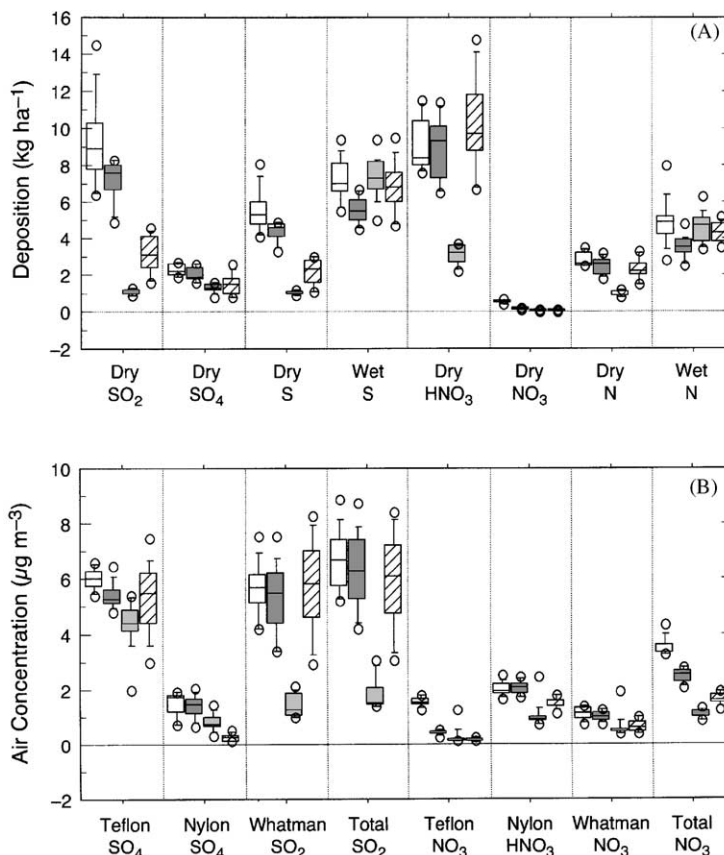 (A)
Deposition (kg ha⁻¹)
16
14
12
10
8
6
4
2
0
−2
Dry Dry Dry Wet Dry Dry Dry Wet
SO₂ SO₄ S S HNO₃ NO₃ N N
(B)
Air Concentration (μg m⁻³)
10
8
6
4
2
0
−2
Teflon Nylon Whatman Total Teflon Nylon Whatman Total
SO₄ SO₄ SO₂ SO₂ NO₃ HNO₃ NO₃ NO₃